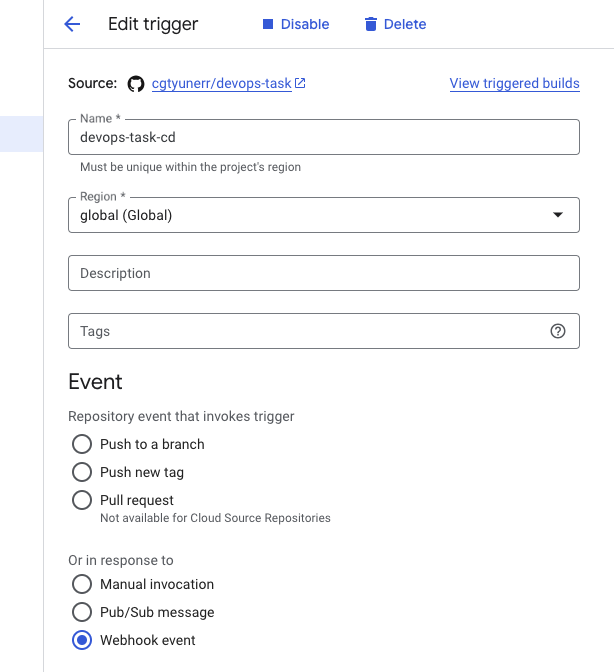 Edit trigger Disable Delete
Source: cgtyunerr/devops-task View triggered builds
Name *
devops-task-cd
Must be unique within the project's region
Region *
global (Global)
Description
Tags
Event
Repository event that invokes trigger
Push to a branch
Push new tag
Pull request
Not available for Cloud Source Repositories
Or in response to
Manual invocation
Pub/Sub message
Webhook event